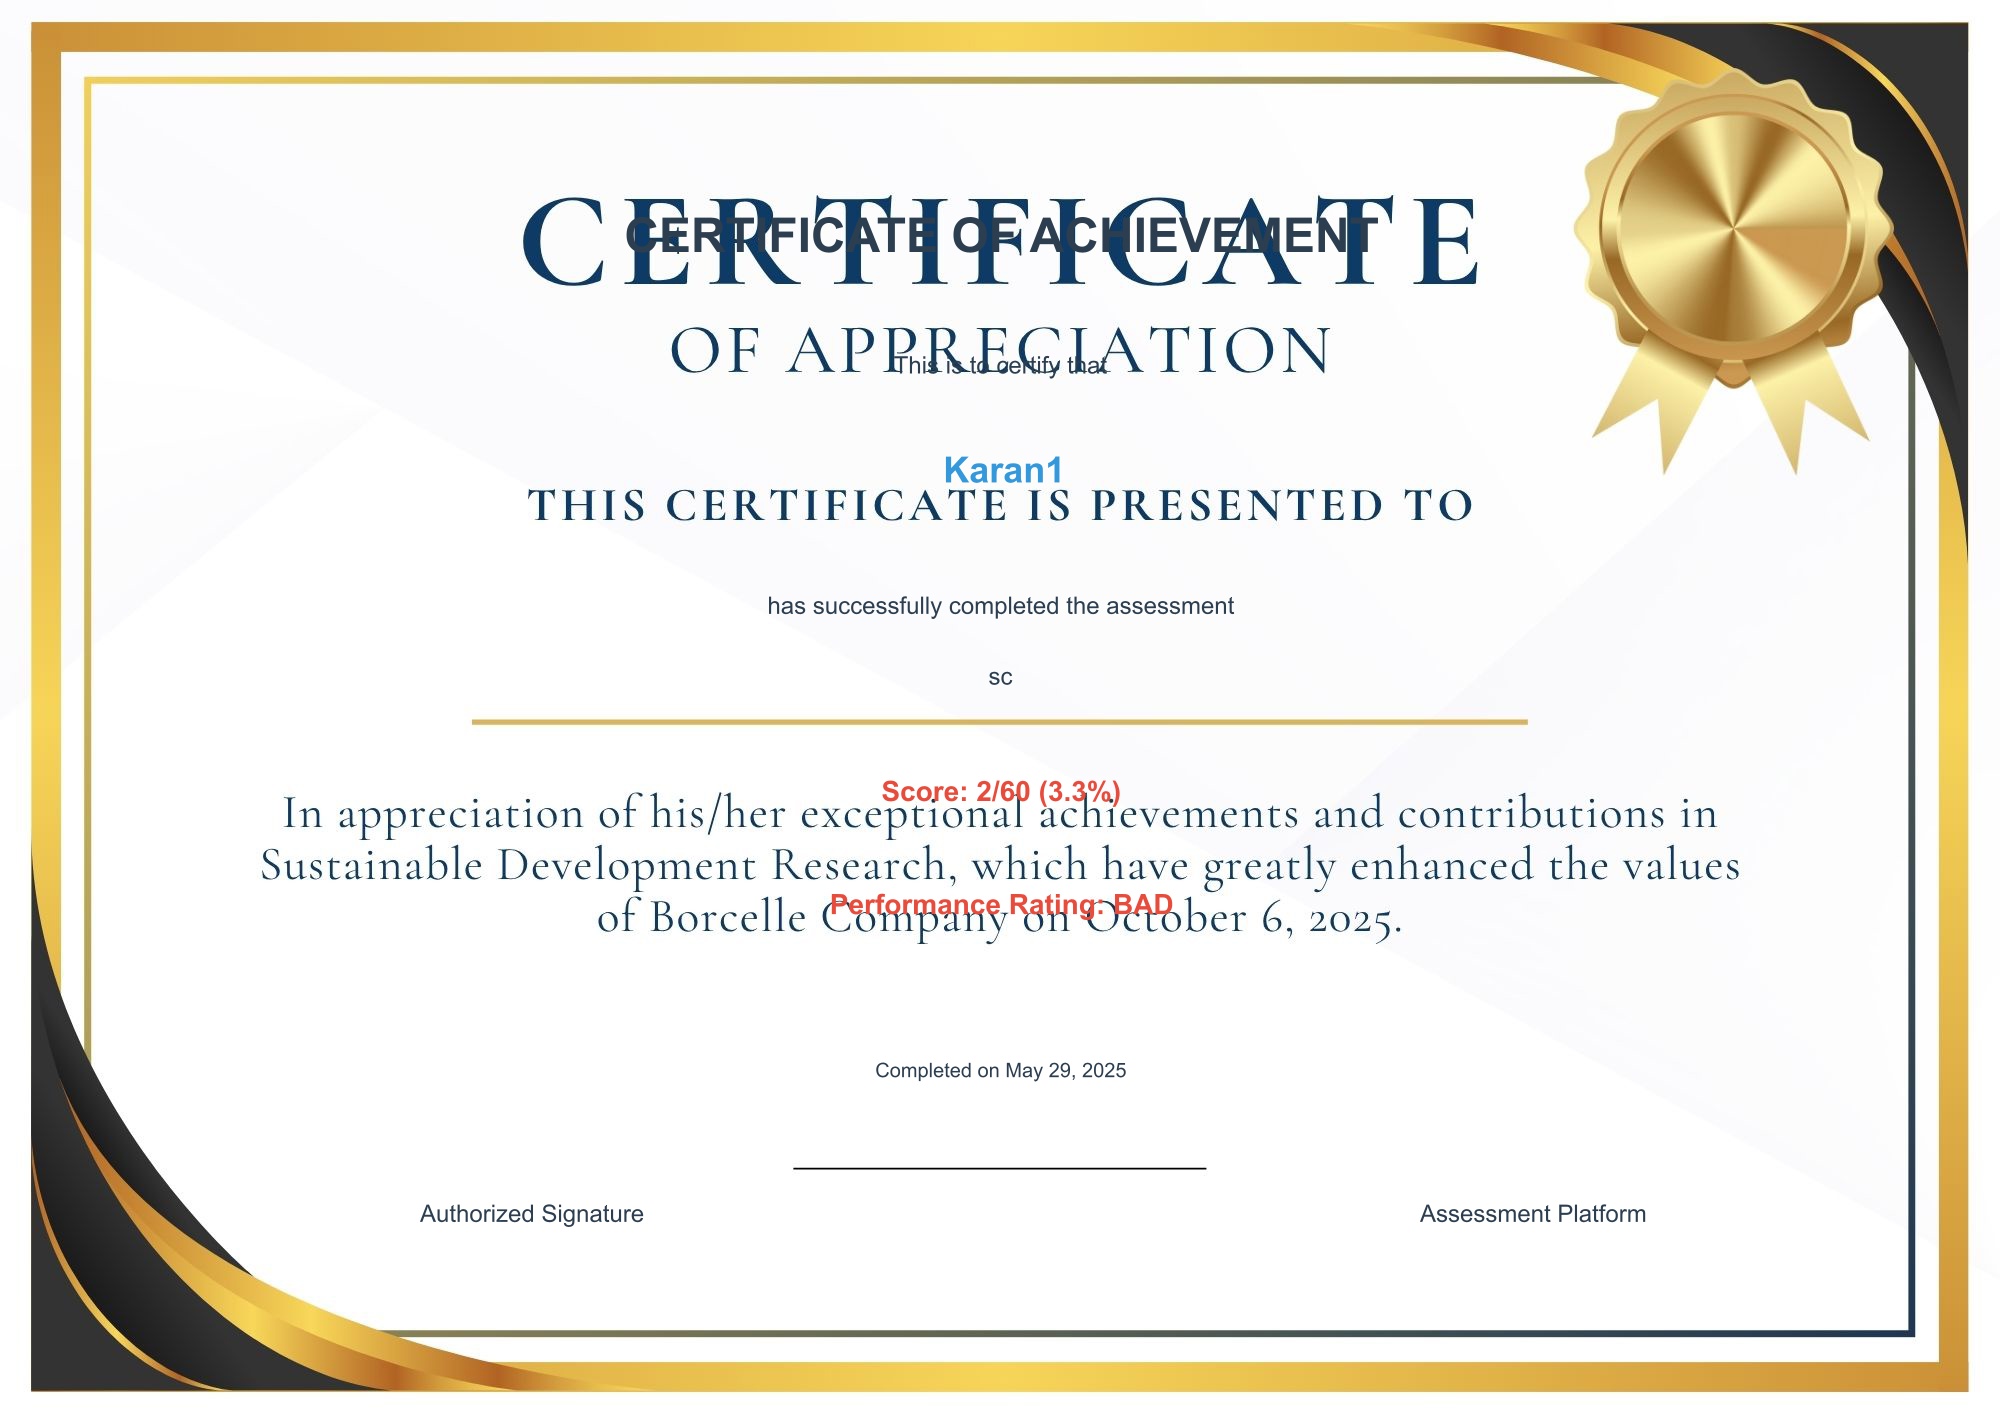 CERTIFICATE
CERTIFICATE OF ACHIEVEMENT
OF APPRECIATION
This is to certify that
Karan1
THIS CERTIFICATE IS PRESENTED TO
has successfully completed the assessment
sc
Score: 2/60 (3.3%)
In appreciation of his/her exceptional achievements and contributions in
Sustainable Development Research, which have greatly enhanced the values
Performance Rating: BAD
of Borcelle Company on October 6, 2025.
Completed on May 29, 2025
Authorized Signature
Assessment Platform